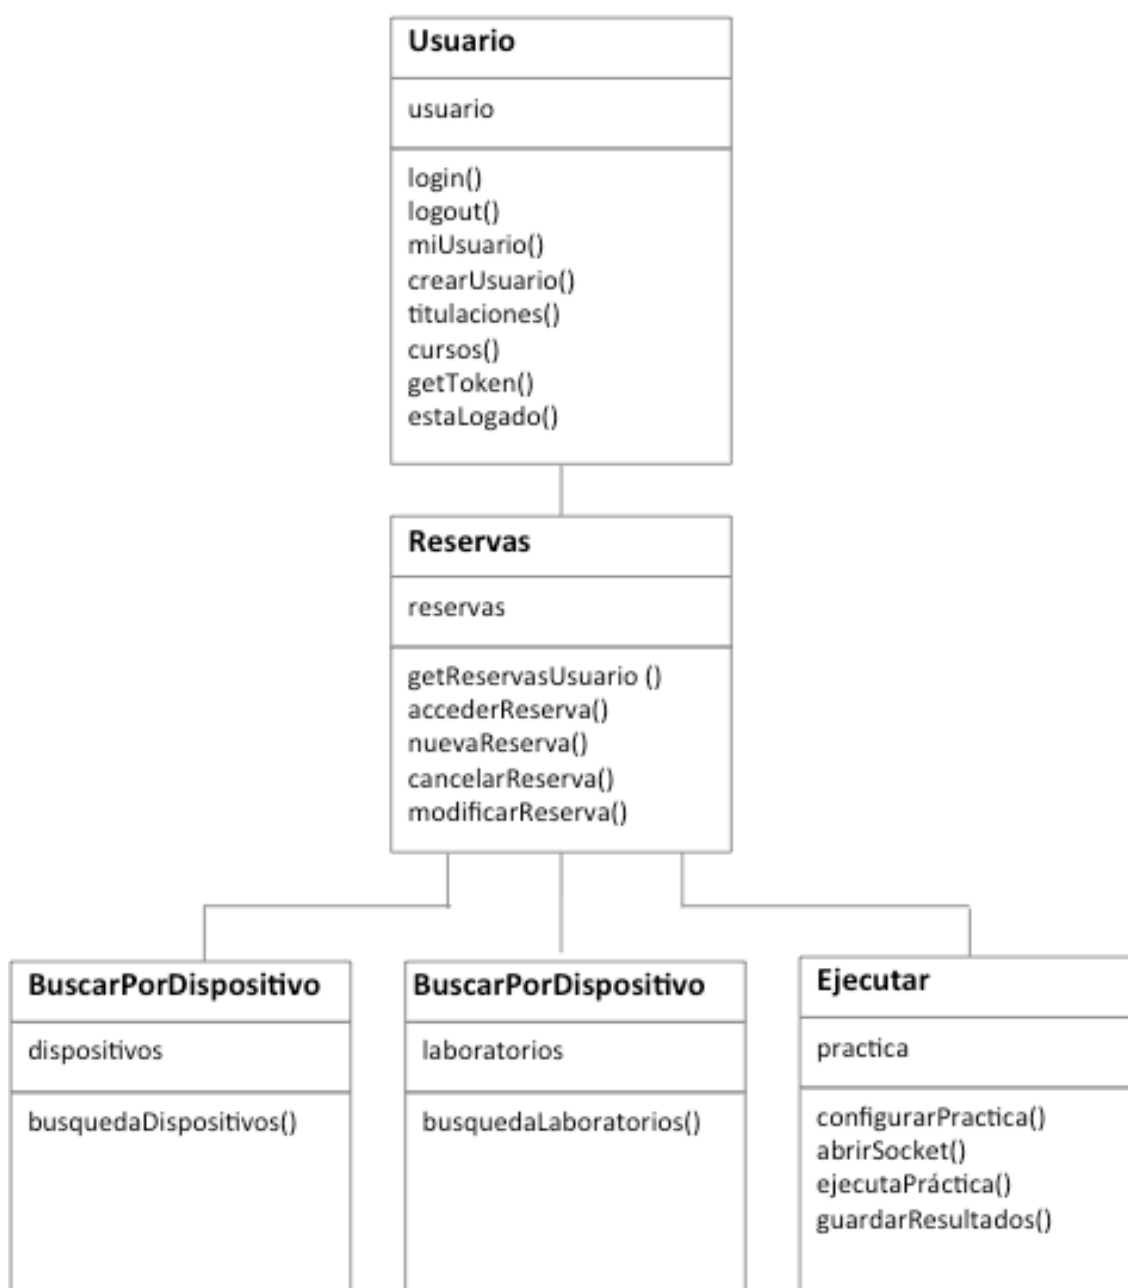 Usuario
usuario
login()
logout()
miUsuario()
crearUsuario()
titulaciones()
cursos()
getToken()
estaLogado()
Reservas
reservas
getReservasUsuario ()
accederReserva()
nuevaReserva()
cancelarReserva()
modificarReserva()
BuscarPorDispositivo
dispositivos
busquedaDispositivos()
BuscarPorDispositivo
laboratorios
busquedaLaboratorios()
Ejecutar
practica
configurarPractica()
abrirSocket()
ejecutaPráctica()
guardarResultados()